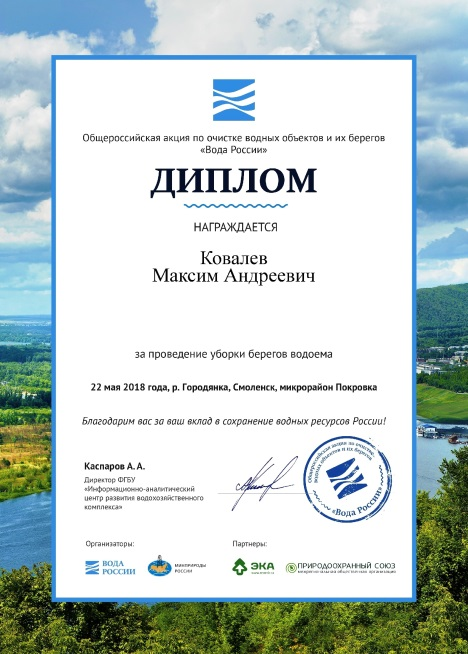 Общероссийская акция по очистке водных объектов и их берегов
«Вода России»
ДИПЛОМ
НАГРАЖДАЕТСЯ
Ковалев
Максим Андреевич
за проведение уборки берегов водоема
22 мая 2018 года, р. Городянка, Смоленск, микрорайон Покровка
Благодарим вас за ваш вклад в сохранение водных ресурсов России!
Каспаров А. А.
Директор ФГБУ
«Информационно-аналитический
центр развития водохозяйственного
комплекса»
Общероссийская акция по очистке
водных объектов и их берегов
«Вода России»
Организаторы:
Партнеры:
ВОДА
РОССИИ
МИНПРИРОДЫ
РОССИИ
ЭКА
ПРИРОДООХРАННЫЙ СОЮЗ
межрегиональная общественная организация